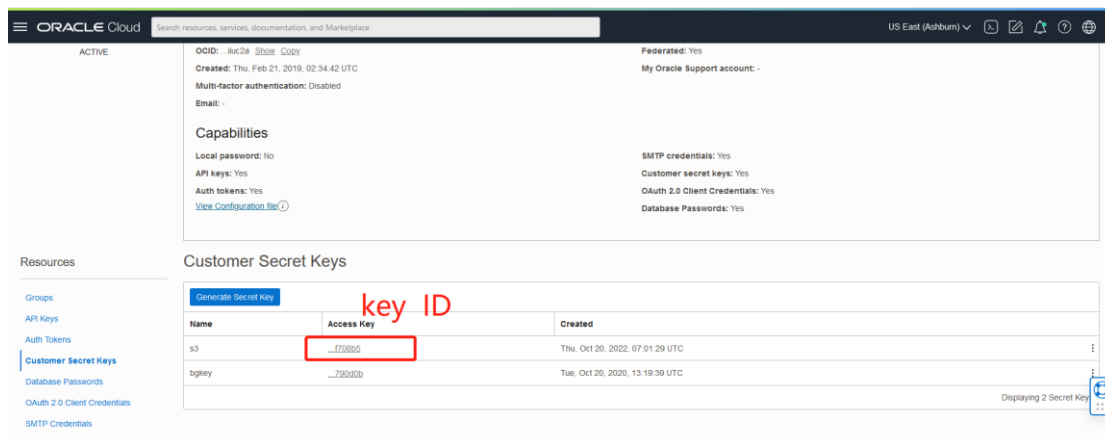 ORACLE Cloud
Search resources, services, documentation, and Marketplace
US East (Ashburn)
ACTIVE
OCID: ...iluc2a Show Copy
Federated: Yes
Created: Thu, Feb 21, 2019, 02:34:42 UTC
My Oracle Support account: -
Multi-factor authentication: Disabled
Email: -
Capabilities
Local password: No
SMTP credentials: Yes
API keys: Yes
Customer secret keys: Yes
Auth tokens: Yes
OAuth 2.0 Client Credentials: Yes
View Configuration file
Database Passwords: Yes
Resources
Groups
API Keys
Auth Tokens
Customer Secret Keys
Database Passwords
OAuth 2.0 Client Credentials
SMTP Credentials
Customer Secret Keys
Generate Secret Key
key ID
Name Access Key Created
s3 ...f708b5 Thu, Oct 20, 2022, 07:01:29 UTC
bgkey ...790d0b Tue, Oct 20, 2020, 13:19:39 UTC
Displaying 2 Secret Key